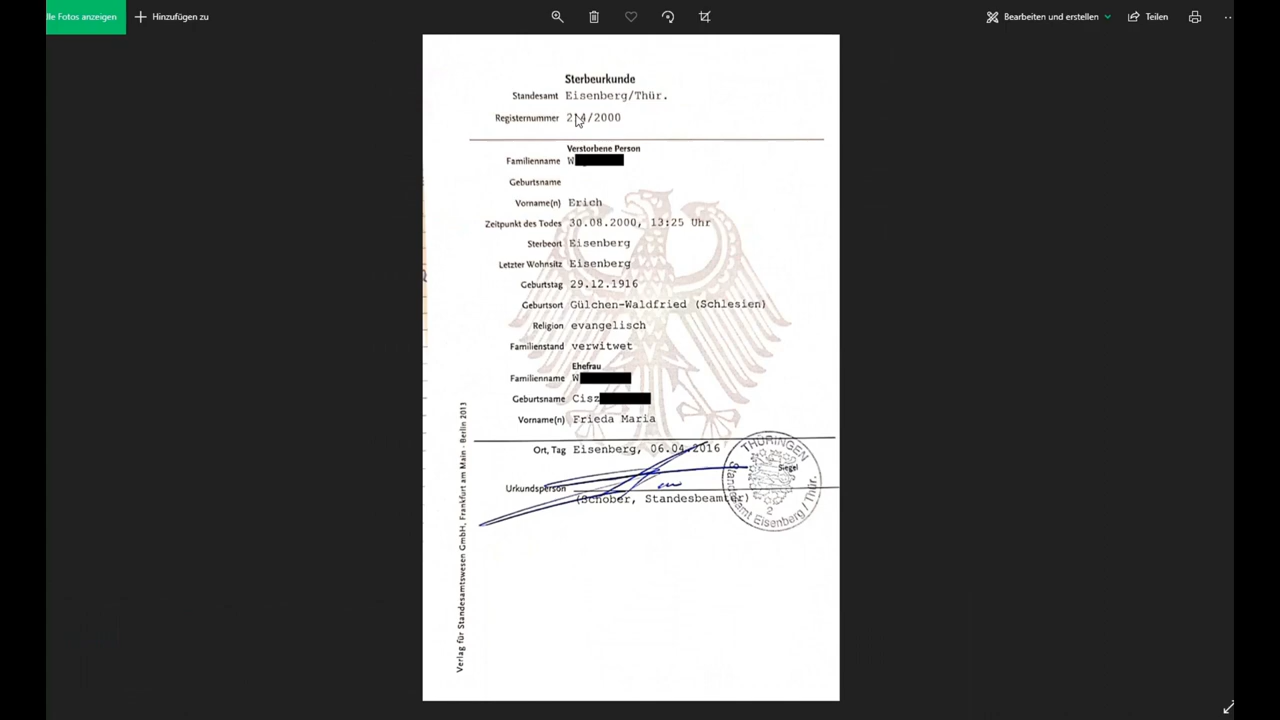 lle Fotos anzeigen
Hinzufügen zu
Bearbeiten und erstellen
Teilen
Sterbeurkunde
Standesamt Eisenberg/Thür.
Registernummer /2000
Verstorbene Person
Familienname W
Geburtsname
Vorname(n) Erich
Zeitpunkt des Todes 30.08.2000, 13:25 Uhr
Sterbeort Eisenberg
Letzter Wohnsitz Eisenberg
Geburtstag 29.12.1916
Geburtsort Gülchen-Waldfried (Schlesien)
Religion evangelisch
Familienstand verwitwet
Ehefrau
Familienname W
Geburtsname Cisz
Vorname(n) Frieda Maria
Ort, Tag Eisenberg, 06.04.2016
Urkundsperson
(Schober, Standesbeamter)
THÜRINGEN
Siegel
2
Standesamt Eisenberg / Thür.
Verlag für Standesamtswesen GmbH, Frankfurt am Main · Berlin 2013